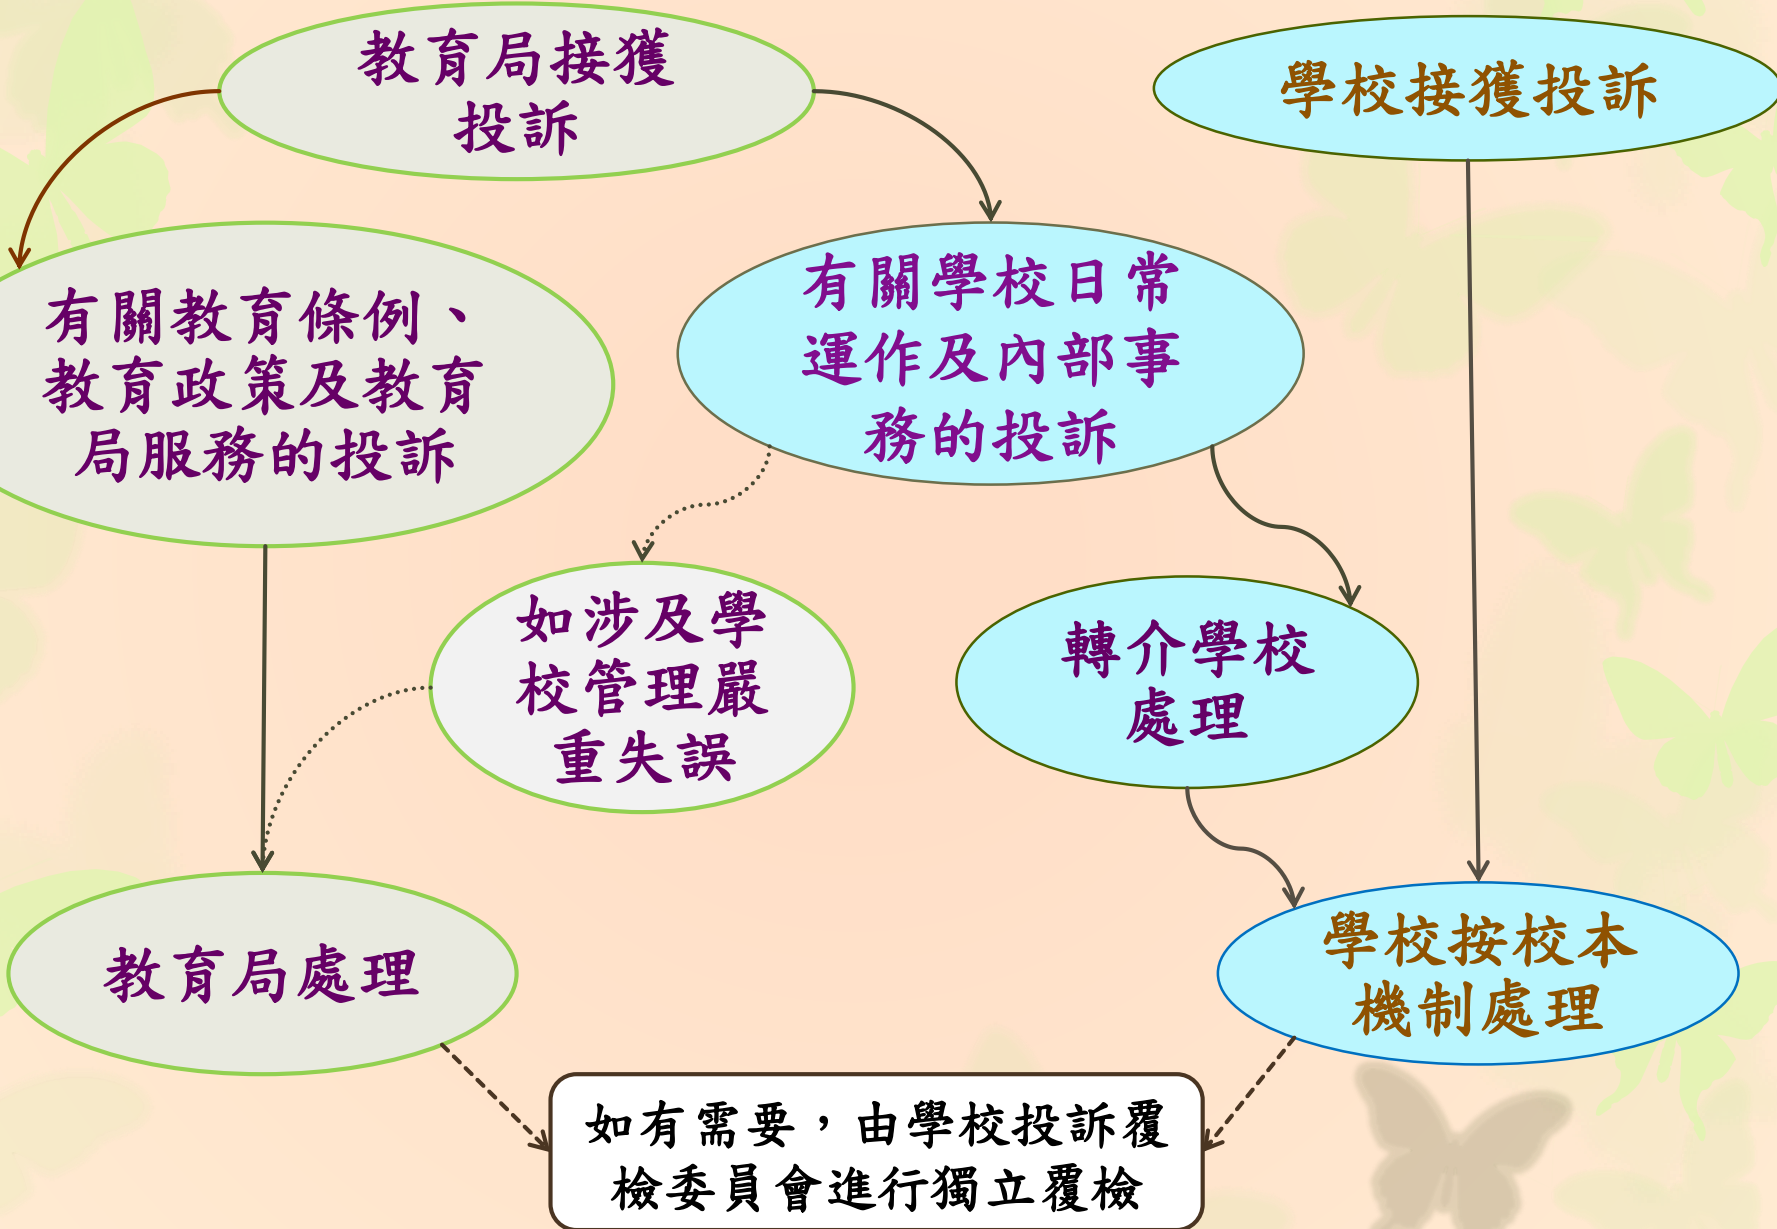 教育局接獲
投訴
學校接獲投訴
有關教育條例、
教育政策及教育
局服務的投訴
有關學校日常
運作及內部事
務的投訴
如涉及學
校管理嚴
重失誤
轉介學校
處理
教育局處理
學校按校本
機制處理
如有需要，由學校投訴覆
檢委員會進行獨立覆檢